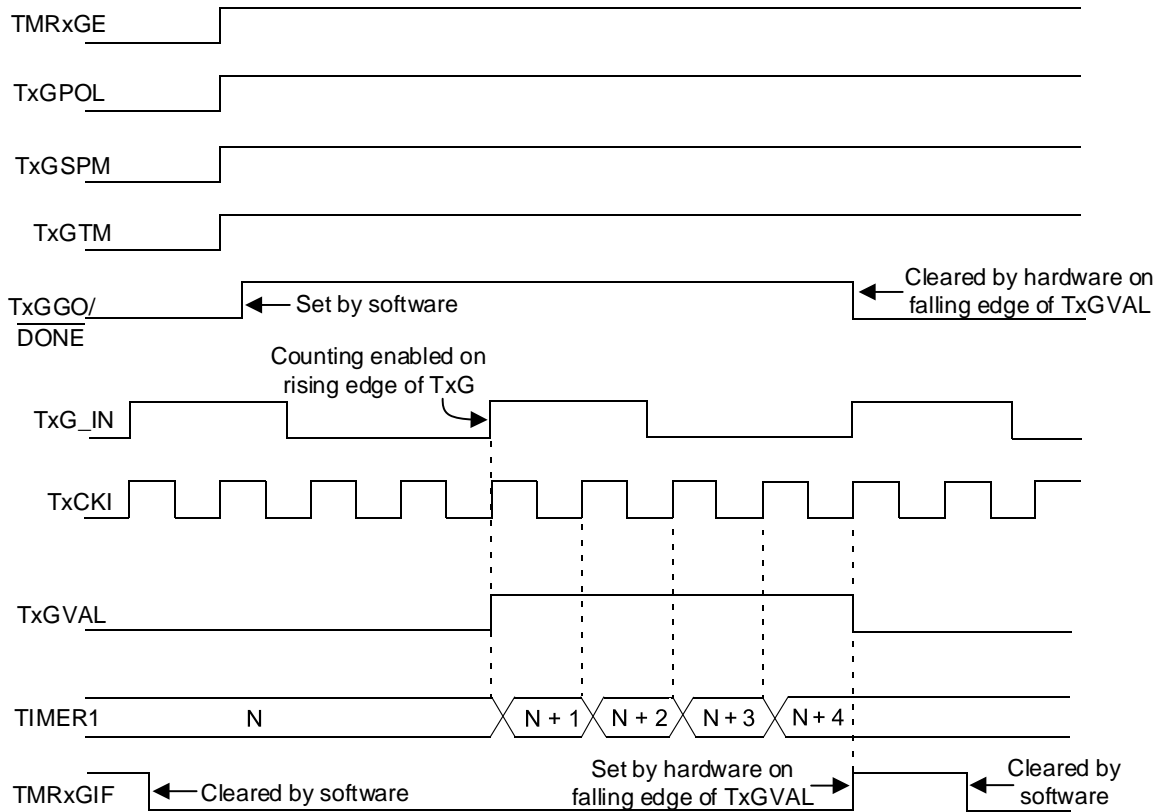 TMRxGE
TxGPOL
TxGSPM
TxGTM
TxGGO/
DONE
Set by software
Cleared by hardware on
falling edge of TxGVAL
Counting enabled on
rising edge of TxG
TxG_IN
TxCKI
TxGVAL
TIMER1
N
N + 1
N + 2
N + 3
N + 4
TMRxGIF
Cleared by software
Set by hardware on
falling edge of TxGVAL
Cleared by
software